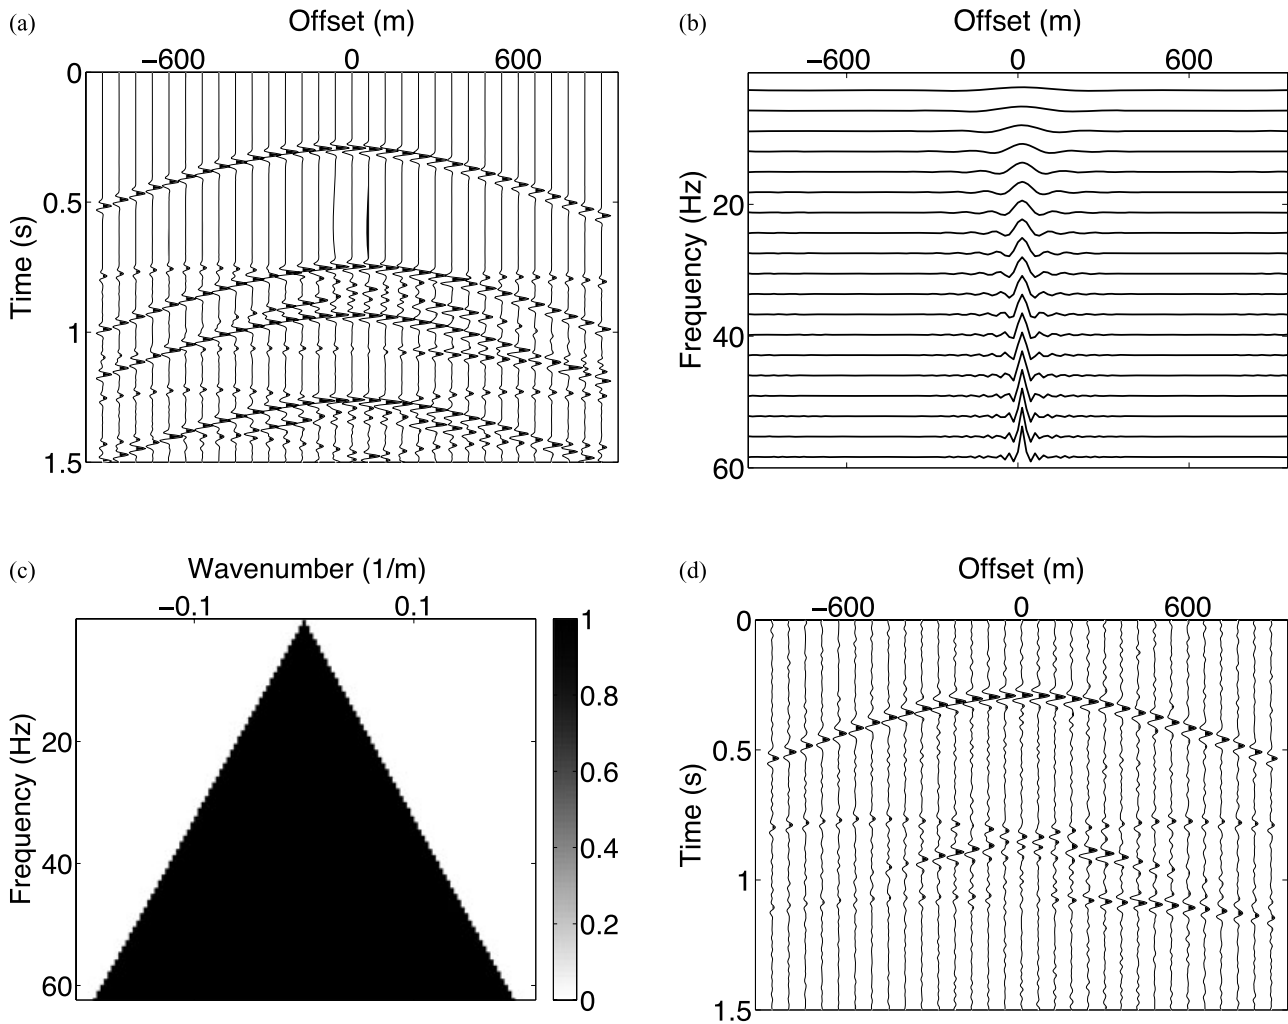 (a)
Offset (m)
−600 0 600
0
0.5
1
1.5
Time (s)
(b)
Offset (m)
−600 0 600
20
40
60
Frequency (Hz)
(c)
Wavenumber (1/m)
−0.1 0.1
20
40
60
Frequency (Hz)
1
0.8
0.6
0.4
0.2
0
(d)
Offset (m)
−600 0 600
0
0.5
1
1.5
Time (s)